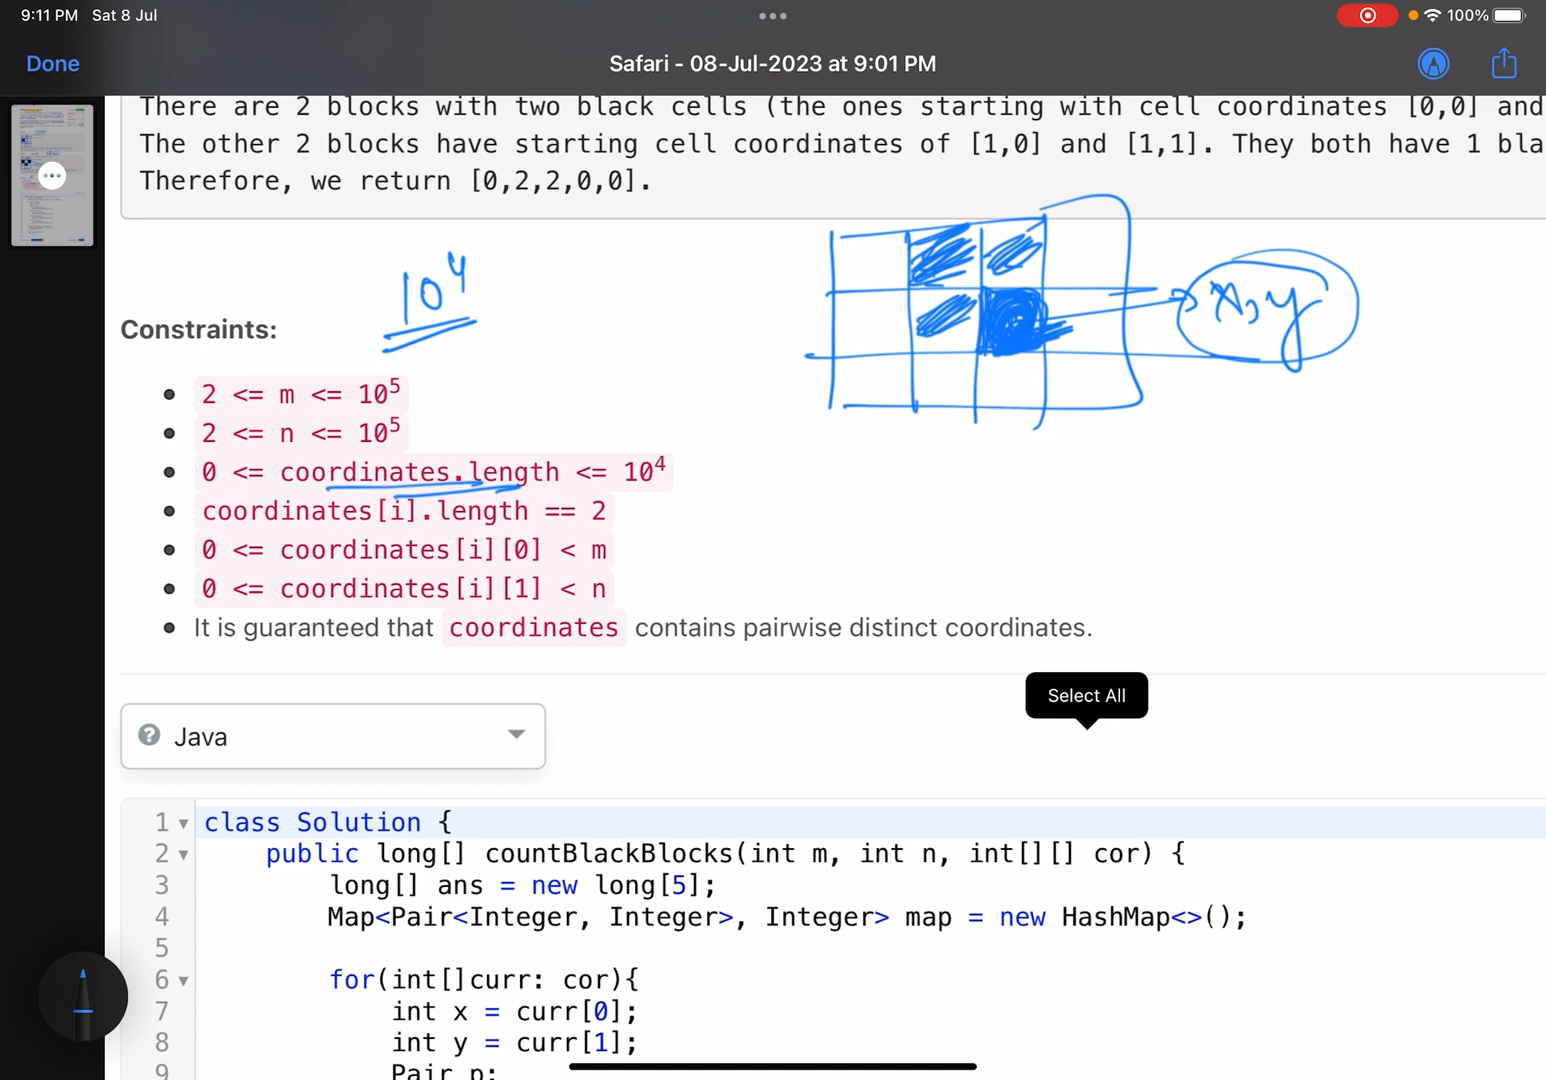 9:11 PM Sat 8 Jul
100%
Done
Safari - 08-Jul-2023 at 9:01 PM
There are 2 blocks with two black cells (the ones starting with cell coordinates [0,0] and
The other 2 blocks have starting cell coordinates of [1,0] and [1,1]. They both have 1 bla
Therefore, we return [0,2,2,0,0].
10⁴
x,y
Constraints:
2 <= m <= 10⁵
2 <= n <= 10⁵
0 <= coordinates.length <= 10⁴
coordinates[i].length == 2
0 <= coordinates[i][0] < m
0 <= coordinates[i][1] < n
It is guaranteed that coordinates contains pairwise distinct coordinates.
Select All
Java
1 class Solution {
2 public long[] countBlackBlocks(int m, int n, int[][] cor) {
3 long[] ans = new long[5];
4 Map<Pair<Integer, Integer>, Integer> map = new HashMap<>();
5
6 for(int[]curr: cor){
7 int x = curr[0];
8 int y = curr[1];
9 Pair p;